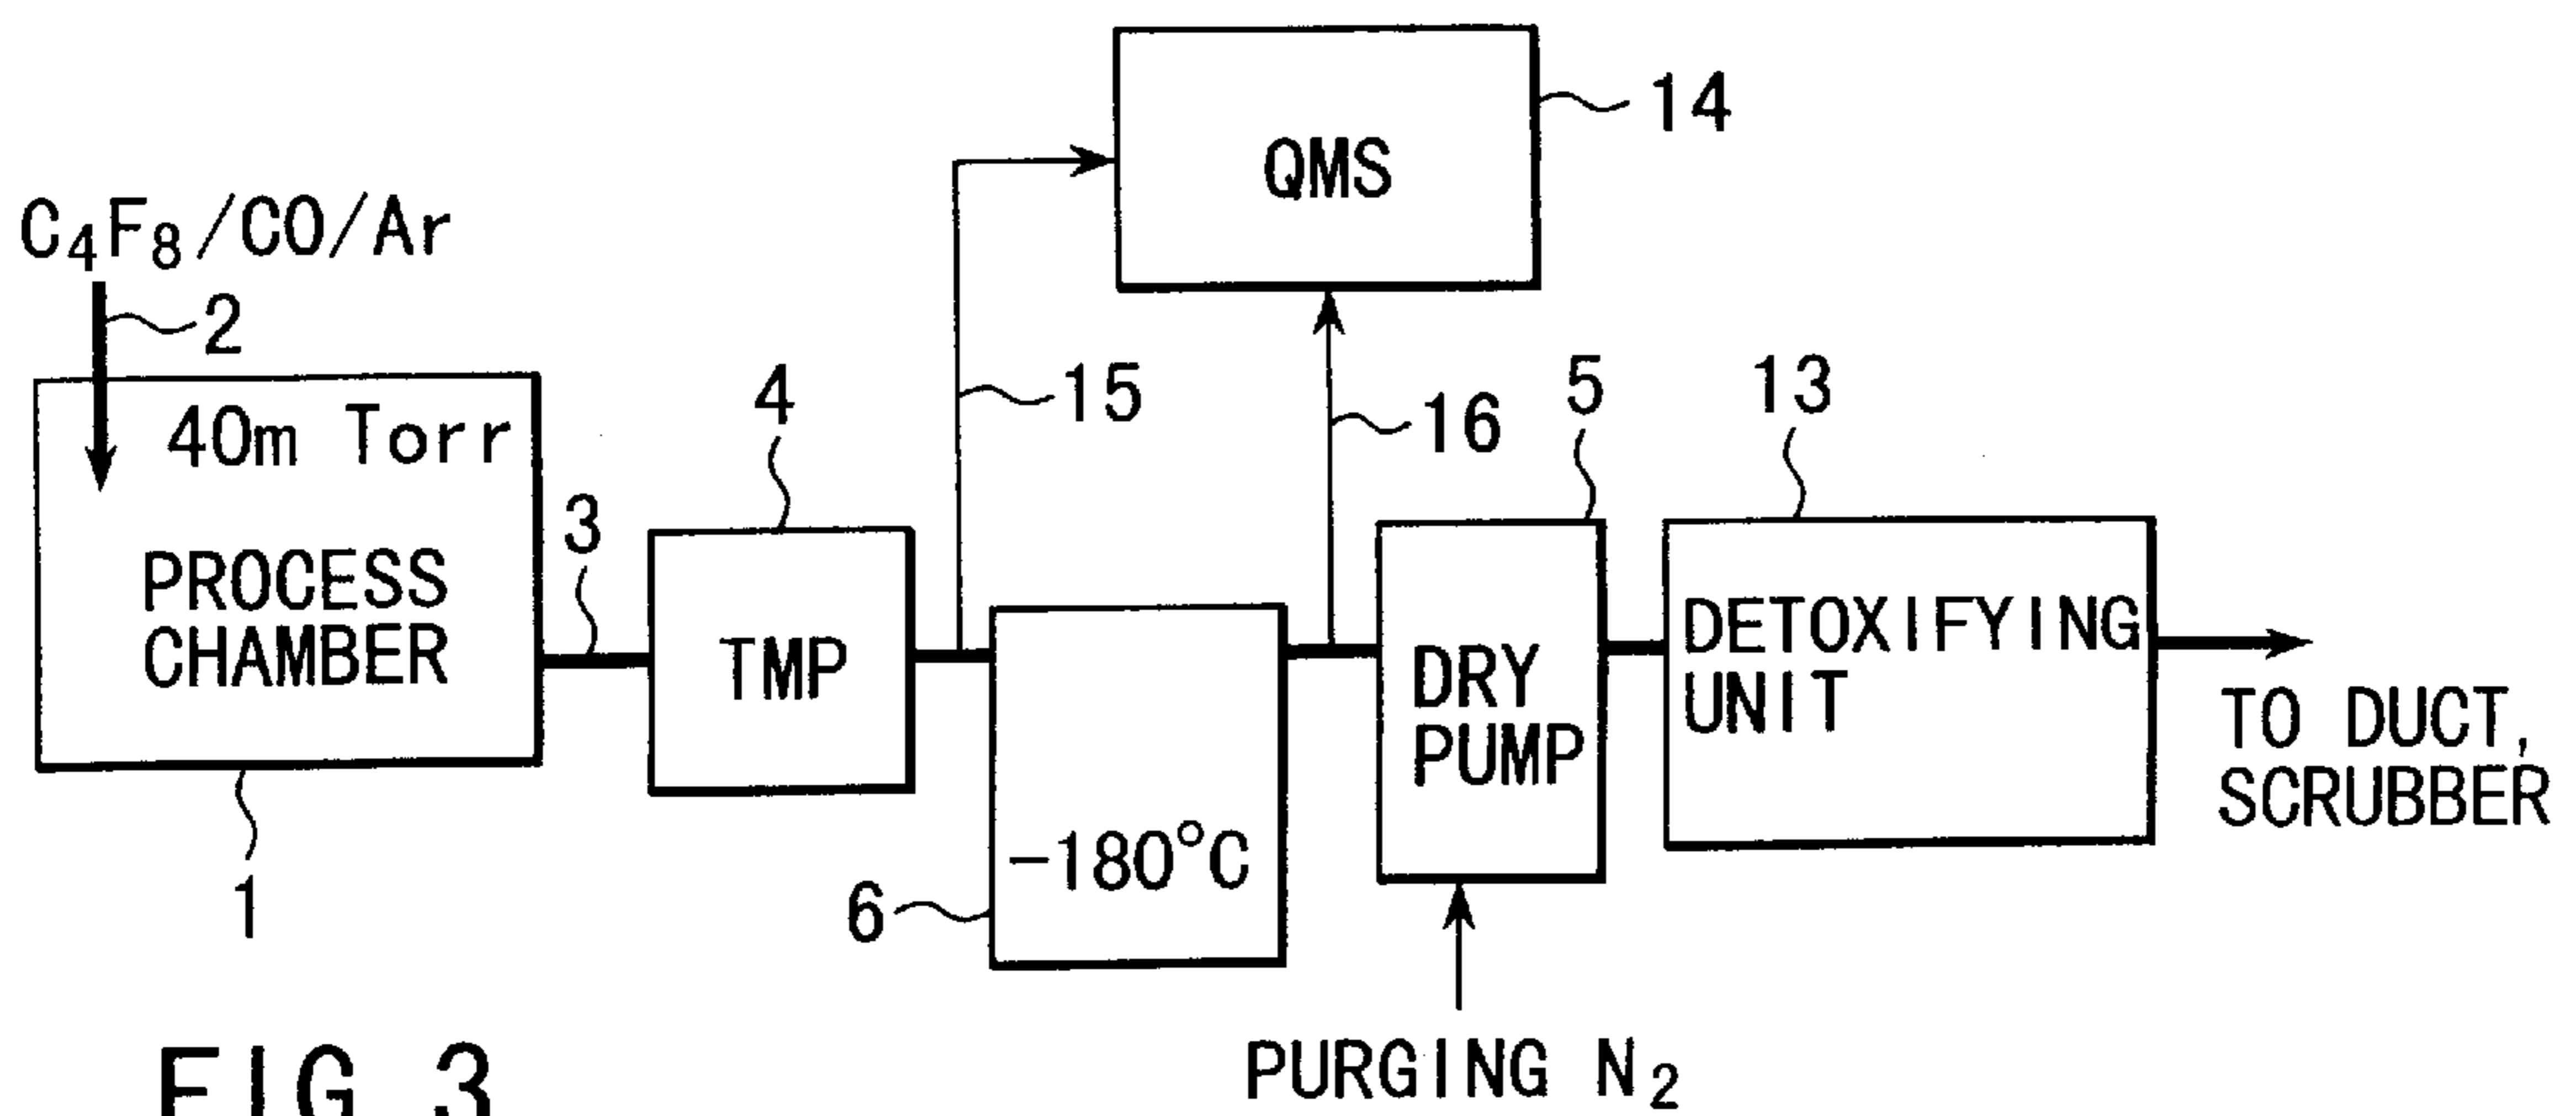 QMS
14
C₄F₈/CO/Ar
2
40m Torr
PROCESS
CHAMBER
1
3
4
TMP
15
16
6
-180°C
5
DRY
PUMP
13
DETOXIFYING
UNIT
TO DUCT,
SCRUBBER
PURGING N₂
FIG. 3